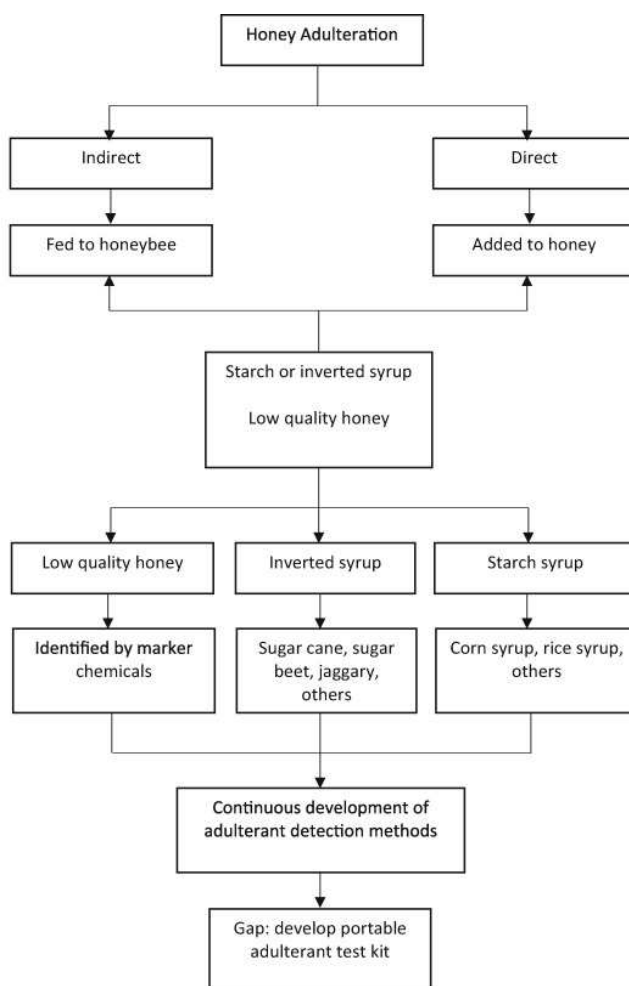 Honey Adulteration
Indirect
Direct
Fed to honeybee
Added to honey
Starch or inverted syrup
Low quality honey
Low quality honey
Inverted syrup
Starch syrup
Identified by marker
chemicals
Sugar cane, sugar
beet, jaggary,
others
Corn syrup, rice syrup,
others
Continuous development of
adulterant detection methods
Gap: develop portable
adulterant test kit